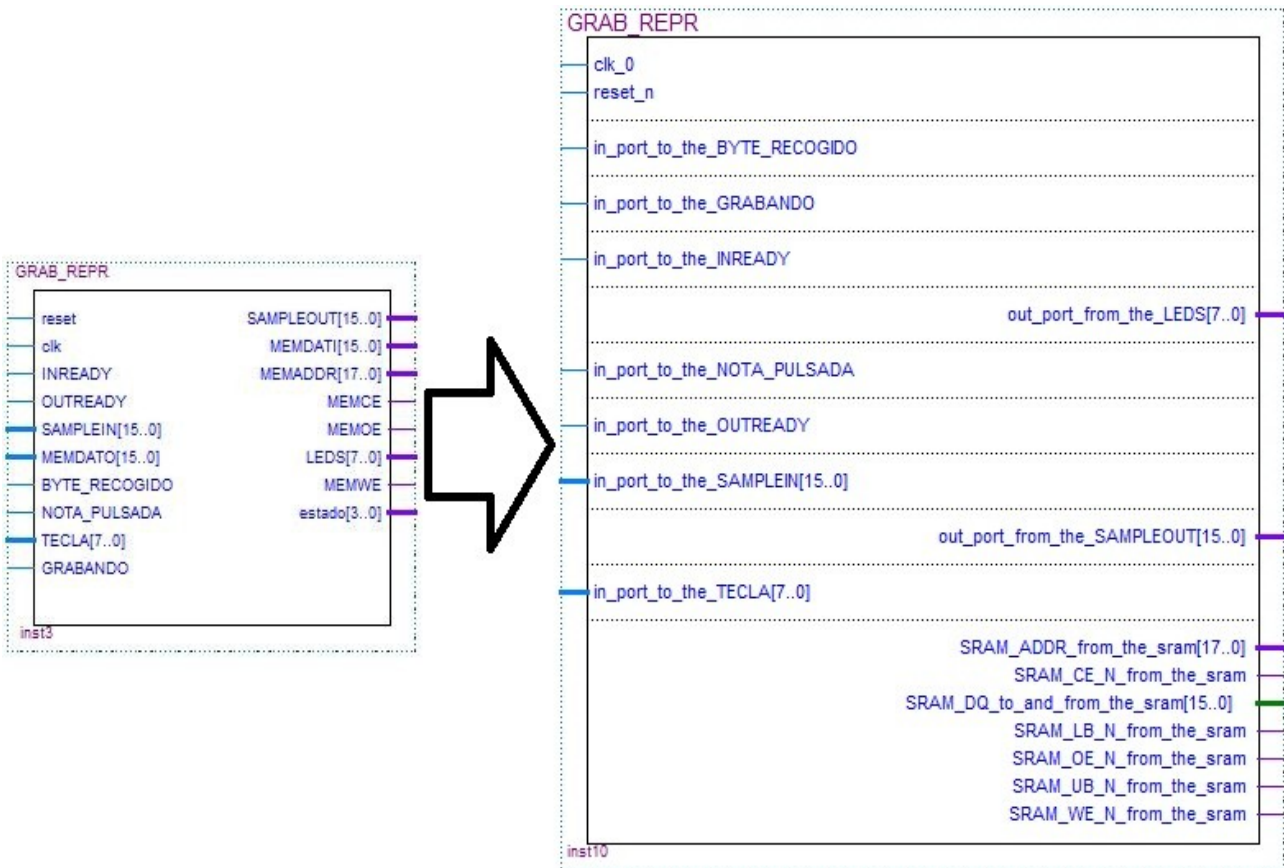 GRAB_REPR
reset
clk
INREADY
OUTREADY
SAMPLEIN[15..0]
MEMDATO[15..0]
BYTE_RECOGIDO
NOTA_PULSADA
TECLA[7..0]
GRABANDO
SAMPLEOUT[15..0]
MEMDATI[15..0]
MEMADDR[17..0]
MEMCE
MEMOE
LEDS[7..0]
MEMWE
estado[3..0]
inst3
GRAB_REPR
clk_0
reset_n
in_port_to_the_BYTE_RECOGIDO
in_port_to_the_GRABANDO
in_port_to_the_INREADY
out_port_from_the_LEDS[7..0]
in_port_to_the_NOTA_PULSADA
in_port_to_the_OUTREADY
in_port_to_the_SAMPLEIN[15..0]
out_port_from_the_SAMPLEOUT[15..0]
in_port_to_the_TECLA[7..0]
SRAM_ADDR_from_the_sram[17..0]
SRAM_CE_N_from_the_sram
SRAM_DQ_to_and_from_the_sram[15..0]
SRAM_LB_N_from_the_sram
SRAM_OE_N_from_the_sram
SRAM_UB_N_from_the_sram
SRAM_WE_N_from_the_sram
inst10